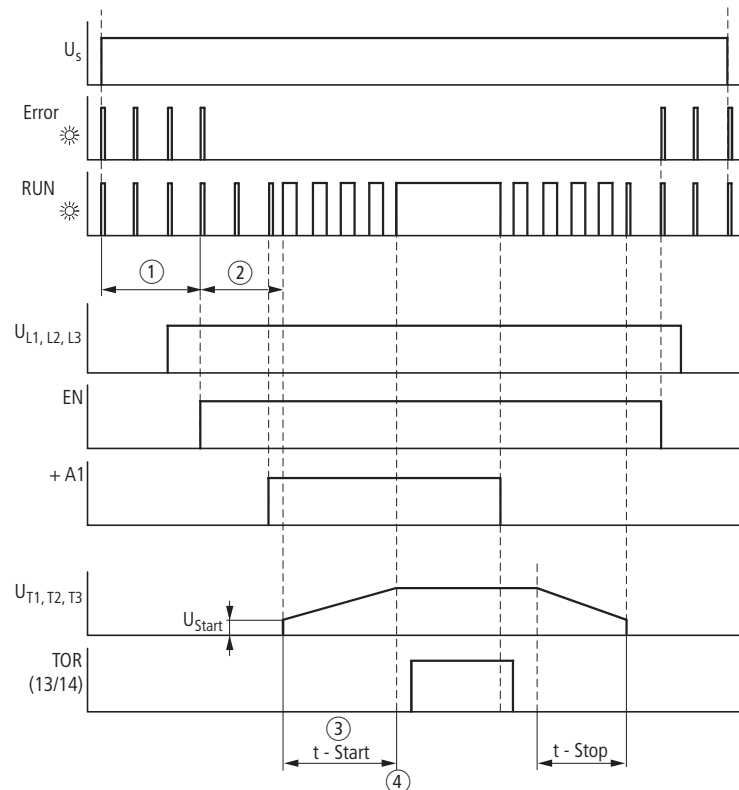 Us
Error
RUN
① ②
UL1, L2, L3
EN
+ A1
UT1, T2, T3
UStart
TOR
(13/14)
③
t - Start
t - Stop
④